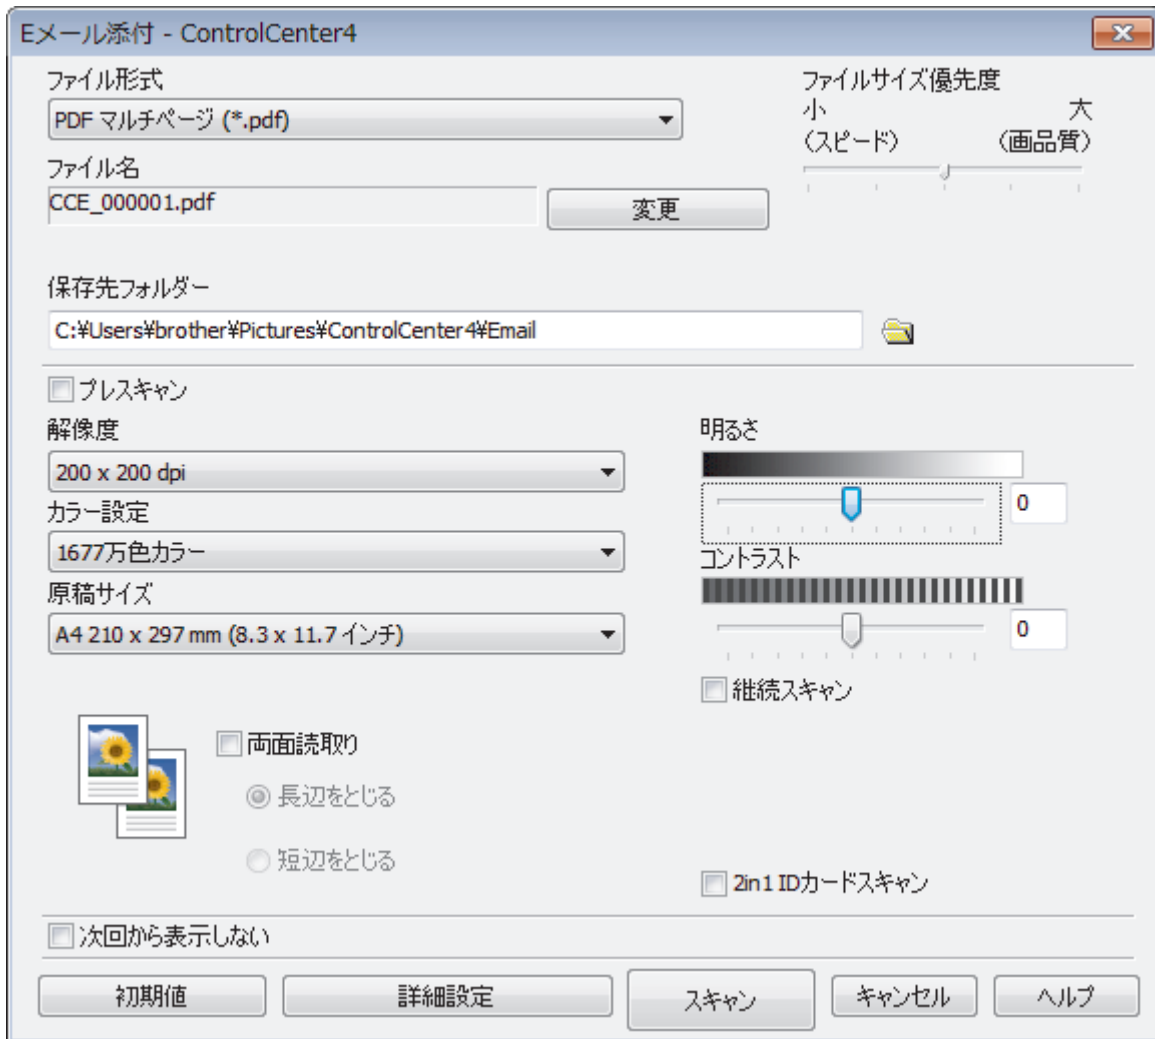 Eメール添付 - ControlCenter4
ファイル形式
PDF マルチページ (*.pdf)
ファイルサイズ優先度
小 大
(スピード) (画品質)
ファイル名
CCE_000001.pdf
変更
保存先フォルダー
C:¥Users¥brother¥Pictures¥ControlCenter4¥Email
プレスキャン
解像度
200 x 200 dpi
カラー設定
1677万色カラー
原稿サイズ
A4 210 x 297 mm (8.3 x 11.7 インチ)
明るさ
0
コントラスト
0
継続スキャン
両面読取り
長辺をとじる
短辺をとじる
2in1 IDカードスキャン
次回から表示しない
初期値 詳細設定 スキャン キャンセル ヘルプ